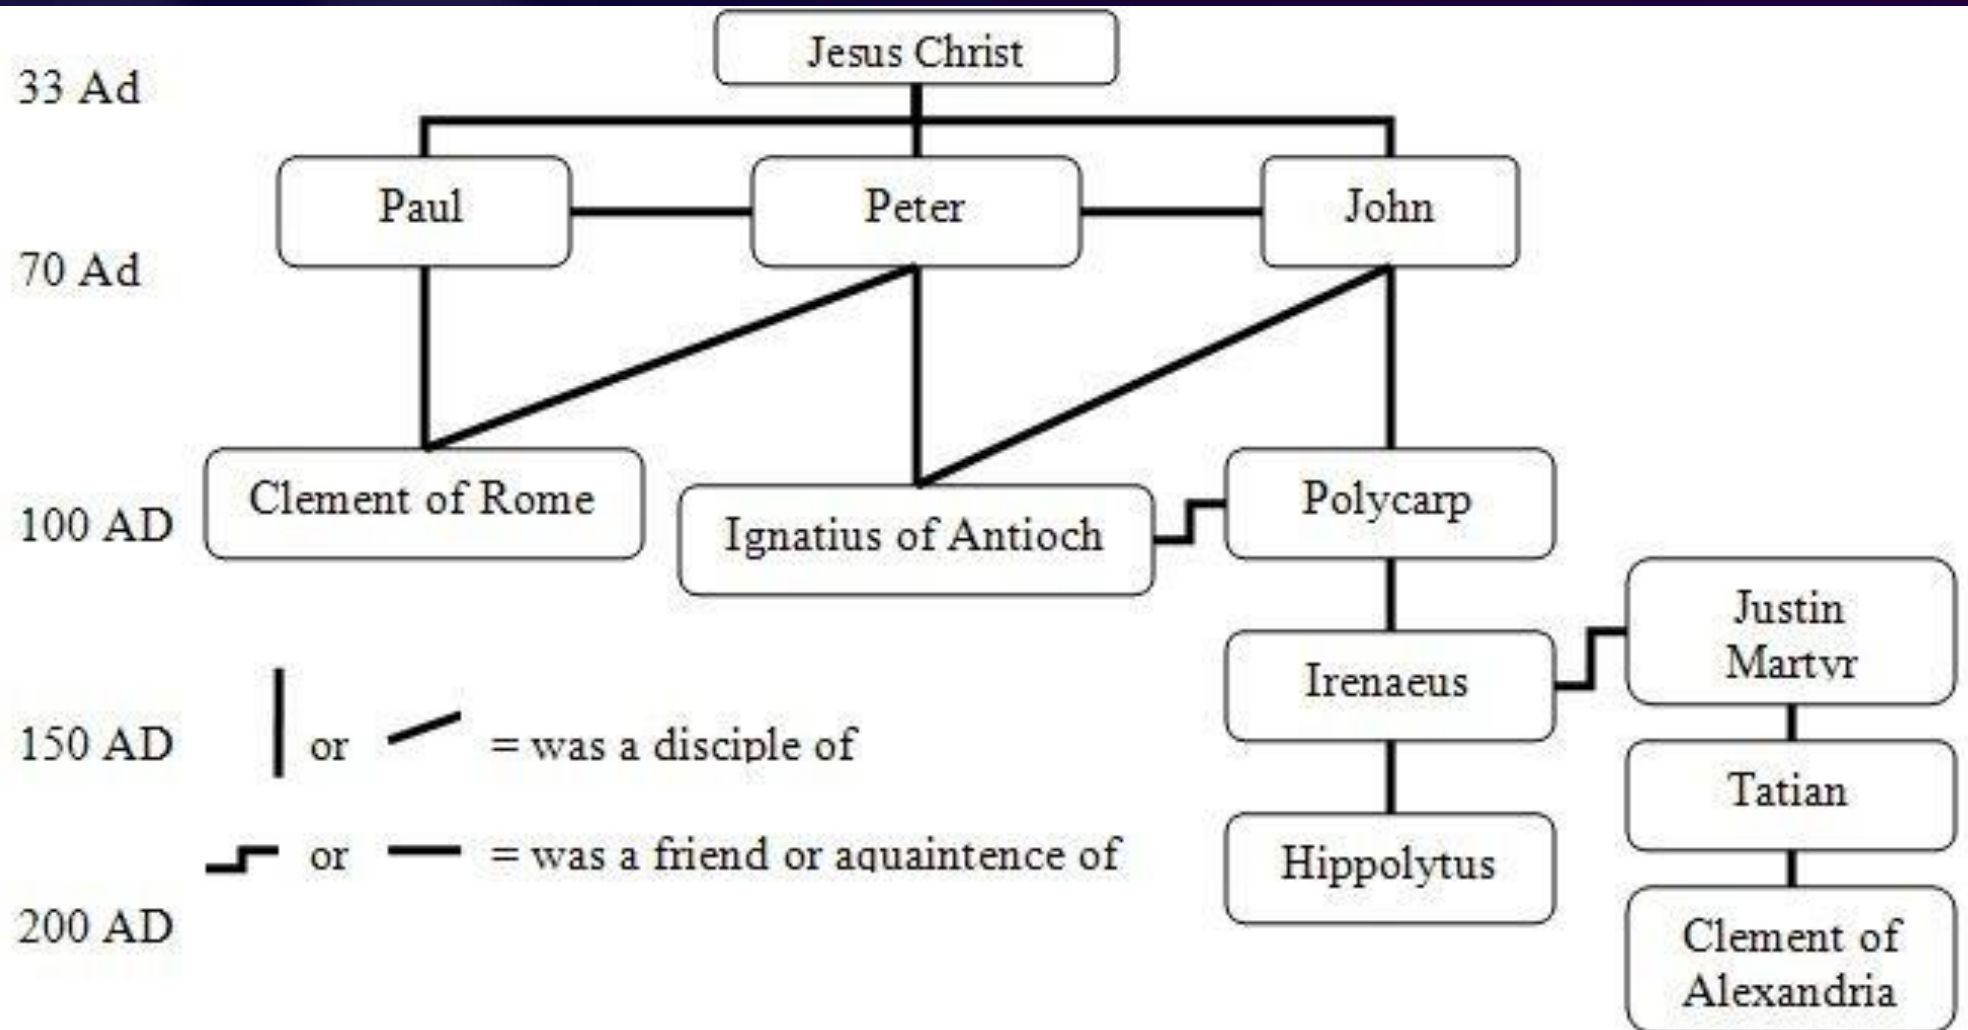 Jesus Christ
33 Ad
Paul
Peter
John
70 Ad
Clement of Rome
Polycarp
100 AD
Ignatius of Antioch
Justin
Martyr
Irenaeus
150 AD
or
= was a disciple of
Tatian
or
= was a friend or aquaintence of
Hippolytus
200 AD
Clement of
Alexandria